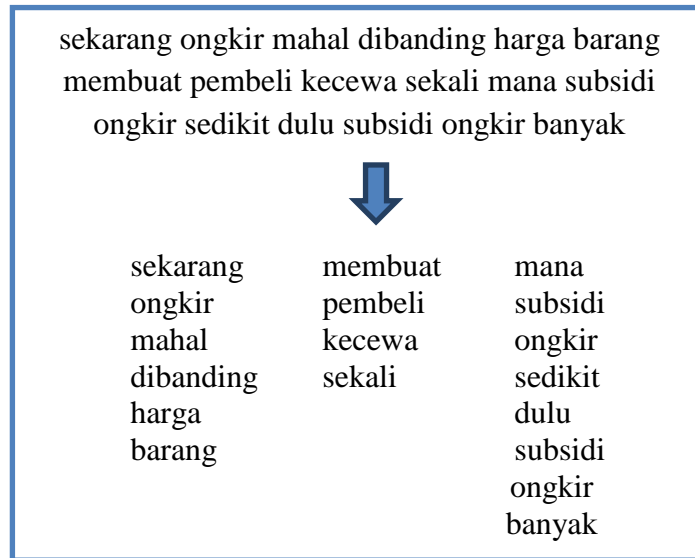 sekarang ongkir mahal dibanding harga barang
membuat pembeli kecewa sekali mana subsidi
ongkir sedikit dulu subsidi ongkir banyak
sekarang
ongkir
mahal
dibanding
harga
barang
membuat
pembeli
kecewa
sekali
mana
subsidi
ongkir
sedikit
dulu
subsidi
ongkir
banyak